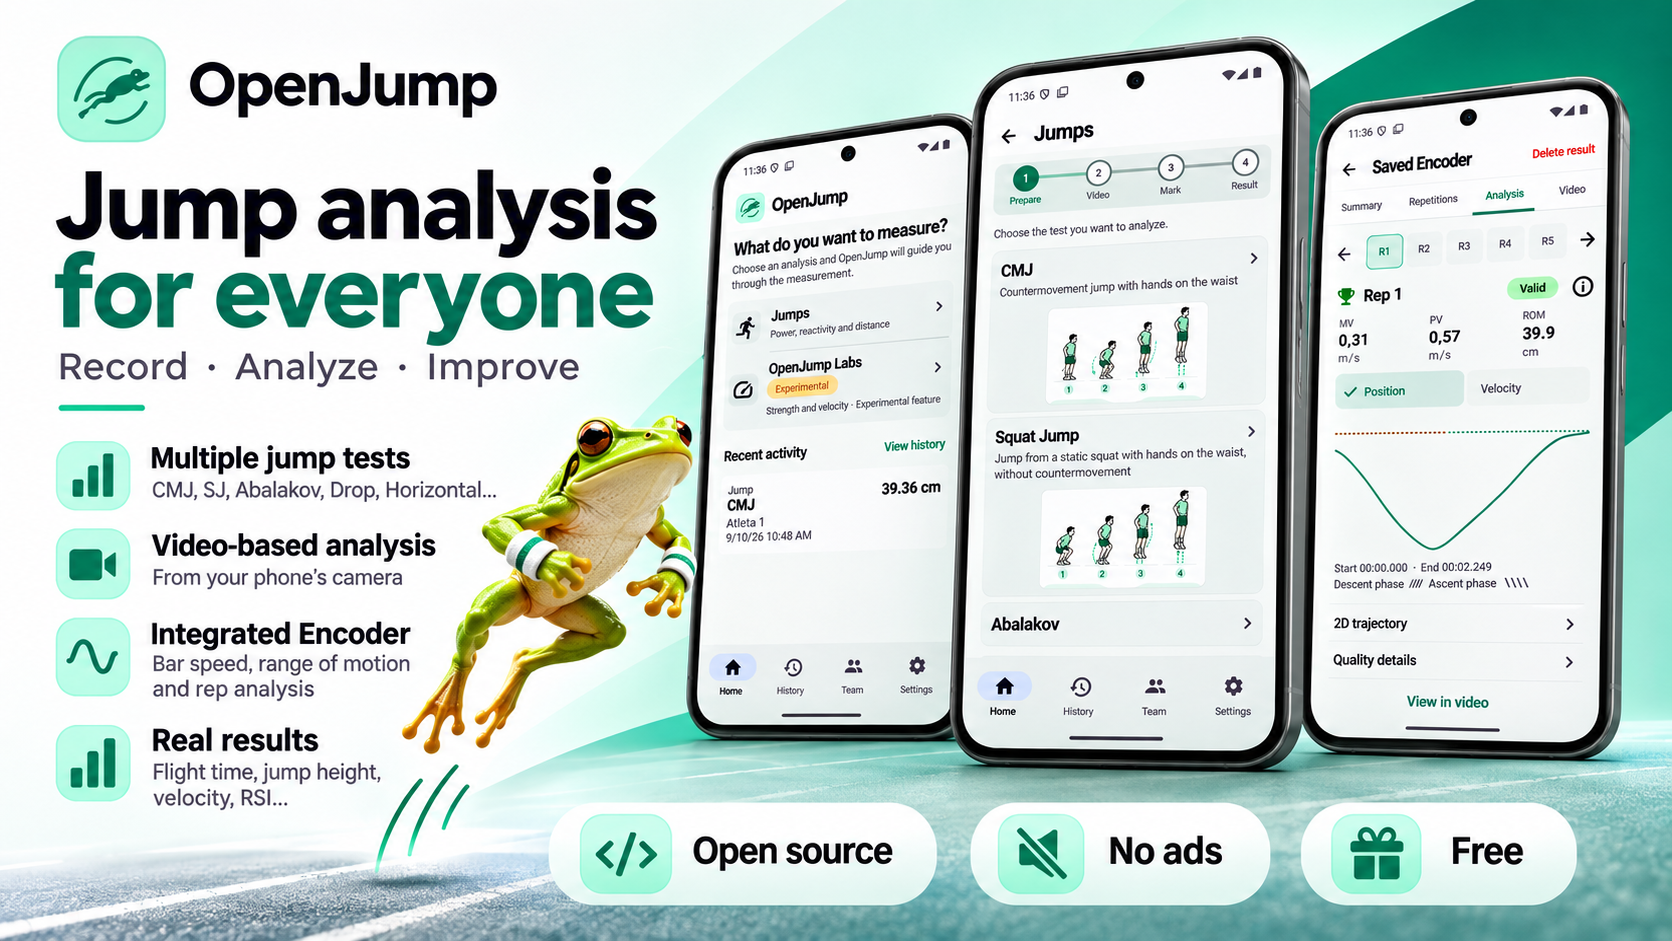 OpenJump
Jump analysis
for everyone
Record · Analyze · Improve
Multiple jump tests
CMJ, SJ, Abalakov, Drop, Horizontal...
Video-based analysis
From your phone's camera
Integrated Encoder
Bar speed, range of motion
and rep analysis
Real results
Flight time, jump height,
velocity, RSI...
11:36
OpenJump
What do you want to measure?
Choose an analysis and OpenJump will guide you
through the measurement.
Jumps
Power, reactivity and distance
OpenJump Labs
Experimental
Strength and velocity · Experimental feature
Recent activity
View history
Jump
CMJ
39.36 cm
Atleta 1
9/10/26 10:48 AM
Home
History
Team
Settings
11:36
Jumps
1
2
3
4
Prepare
Video
Mark
Result
Choose the test you want to analyze.
CMJ
Countermovement jump with hands on the waist
1
2
3
4
Squat Jump
Jump from a static squat with hands on the waist,
without countermovement
1
2
3
4
Abalakov
Home
History
Team
Settings
11:36
Saved Encoder
Delete result
Summary
Repetitions
Analysis
Video
R1
R2
R3
R4
R5
Rep 1
Valid
MV
0,31
m/s
PV
0,57
m/s
ROM
39.9
cm
Position
Velocity
Start 00:00.000 · End 00:02.249
Descent phase //// Ascent phase \\\\
2D trajectory
Quality details
View in video
</> Open source
No ads
Free